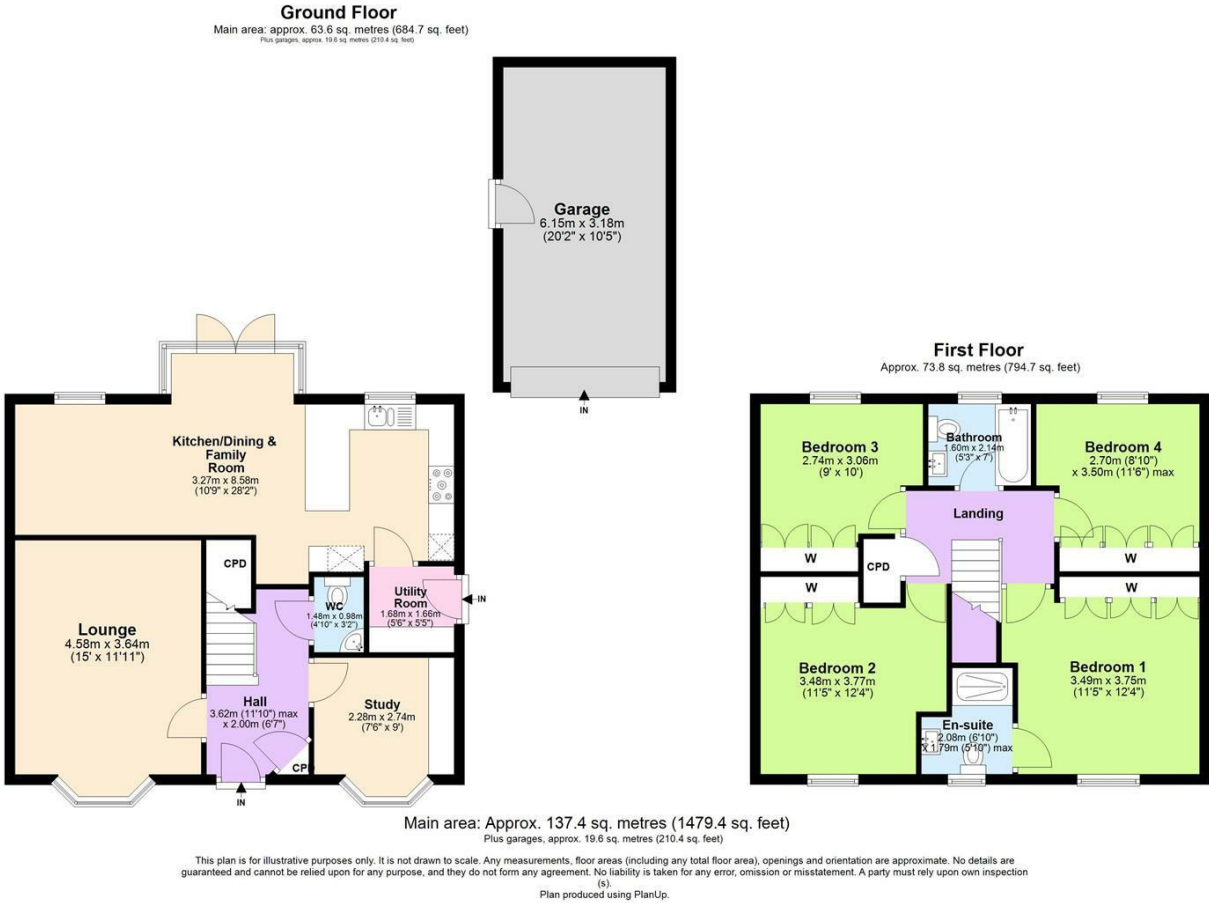 Ground Floor
Main area: approx. 63.6 sq. metres (684.7 sq. feet)
Plus garages, approx. 19.6 sq. metres (210.4 sq. feet)
Garage
6.15m x 3.18m
(20'2" x 10'5")
IN
Kitchen/Dining &
Family
Room
3.27m x 8.58m
(10'9" x 28'2")
CPD
Lounge
4.58m x 3.64m
(15' x 11'11")
WC
1.48m x 0.98m
(4'10" x 3'2")
Utility
Room
1.68m x 1.66m
(5'6" x 5'5")
IN
Hall
3.62m (11'10") max
x 2.00m (6'7")
Study
2.28m x 2.74m
(7'6" x 9')
CPD
IN
First Floor
Approx. 73.8 sq. metres (794.7 sq. feet)
Bedroom 3
2.74m x 3.06m
(9' x 10')
Bathroom
1.60m x 2.14m
(5'3" x 7')
Bedroom 4
2.70m (8'10")
x 3.50m (11'6") max
Landing
W
CPD
W
W
W
Bedroom 2
3.48m x 3.77m
(11'5" x 12'4")
Bedroom 1
3.49m x 3.75m
(11'5" x 12'4")
En-suite
2.08m (6'10")
x 1.79m (5'10") max
Main area: Approx. 137.4 sq. metres (1479.4 sq. feet)
Plus garages, approx. 19.6 sq. metres (210.4 sq. feet)
This plan is for illustrative purposes only. It is not drawn to scale. Any measurements, floor areas (including any total floor area), openings and orientation are approximate. No details are
guaranteed and cannot be relied upon for any purpose, and they do not form any agreement. No liability is taken for any error, omission or misstatement. A party must rely upon own inspection
(s).
Plan produced using PlanUp.